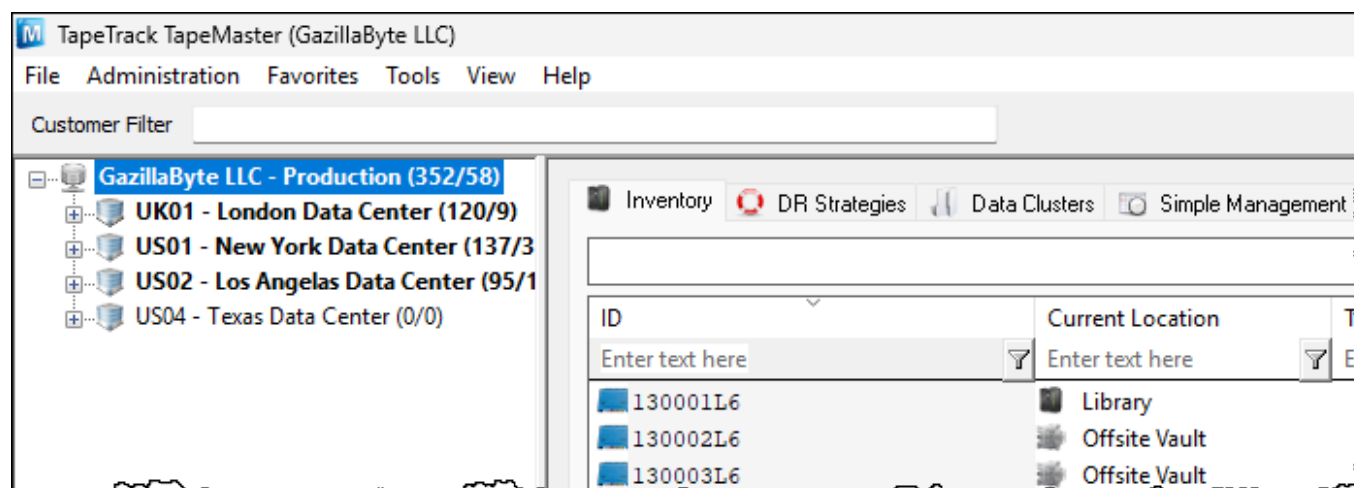 TapeTrack TapeMaster (GazillaByte LLC)
File Administration Favorites Tools View Help
Customer Filter
GazillaByte LLC - Production (352/58)
UK01 - London Data Center (120/9)
US01 - New York Data Center (137/3
US02 - Los Angelas Data Center (95/1
US04 - Texas Data Center (0/0)
Inventory DR Strategies Data Clusters Simple Management
ID Current Location T
Enter text here Enter text here E
130001L6 Library
130002L6 Offsite Vault
130003L6 Offsite Vault